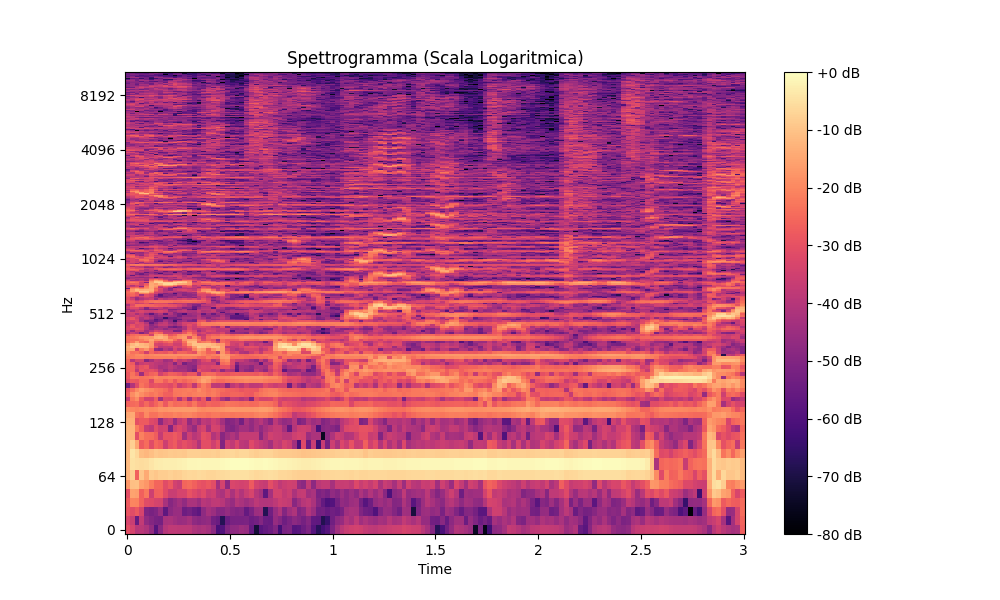 Spettrogramma (Scala Logaritmica)
Hz
8192
4096
2048
1024
512
256
128
64
0
0
0.5
1
1.5
2
2.5
3
Time
+0 dB
-10 dB
-20 dB
-30 dB
-40 dB
-50 dB
-60 dB
-70 dB
-80 dB